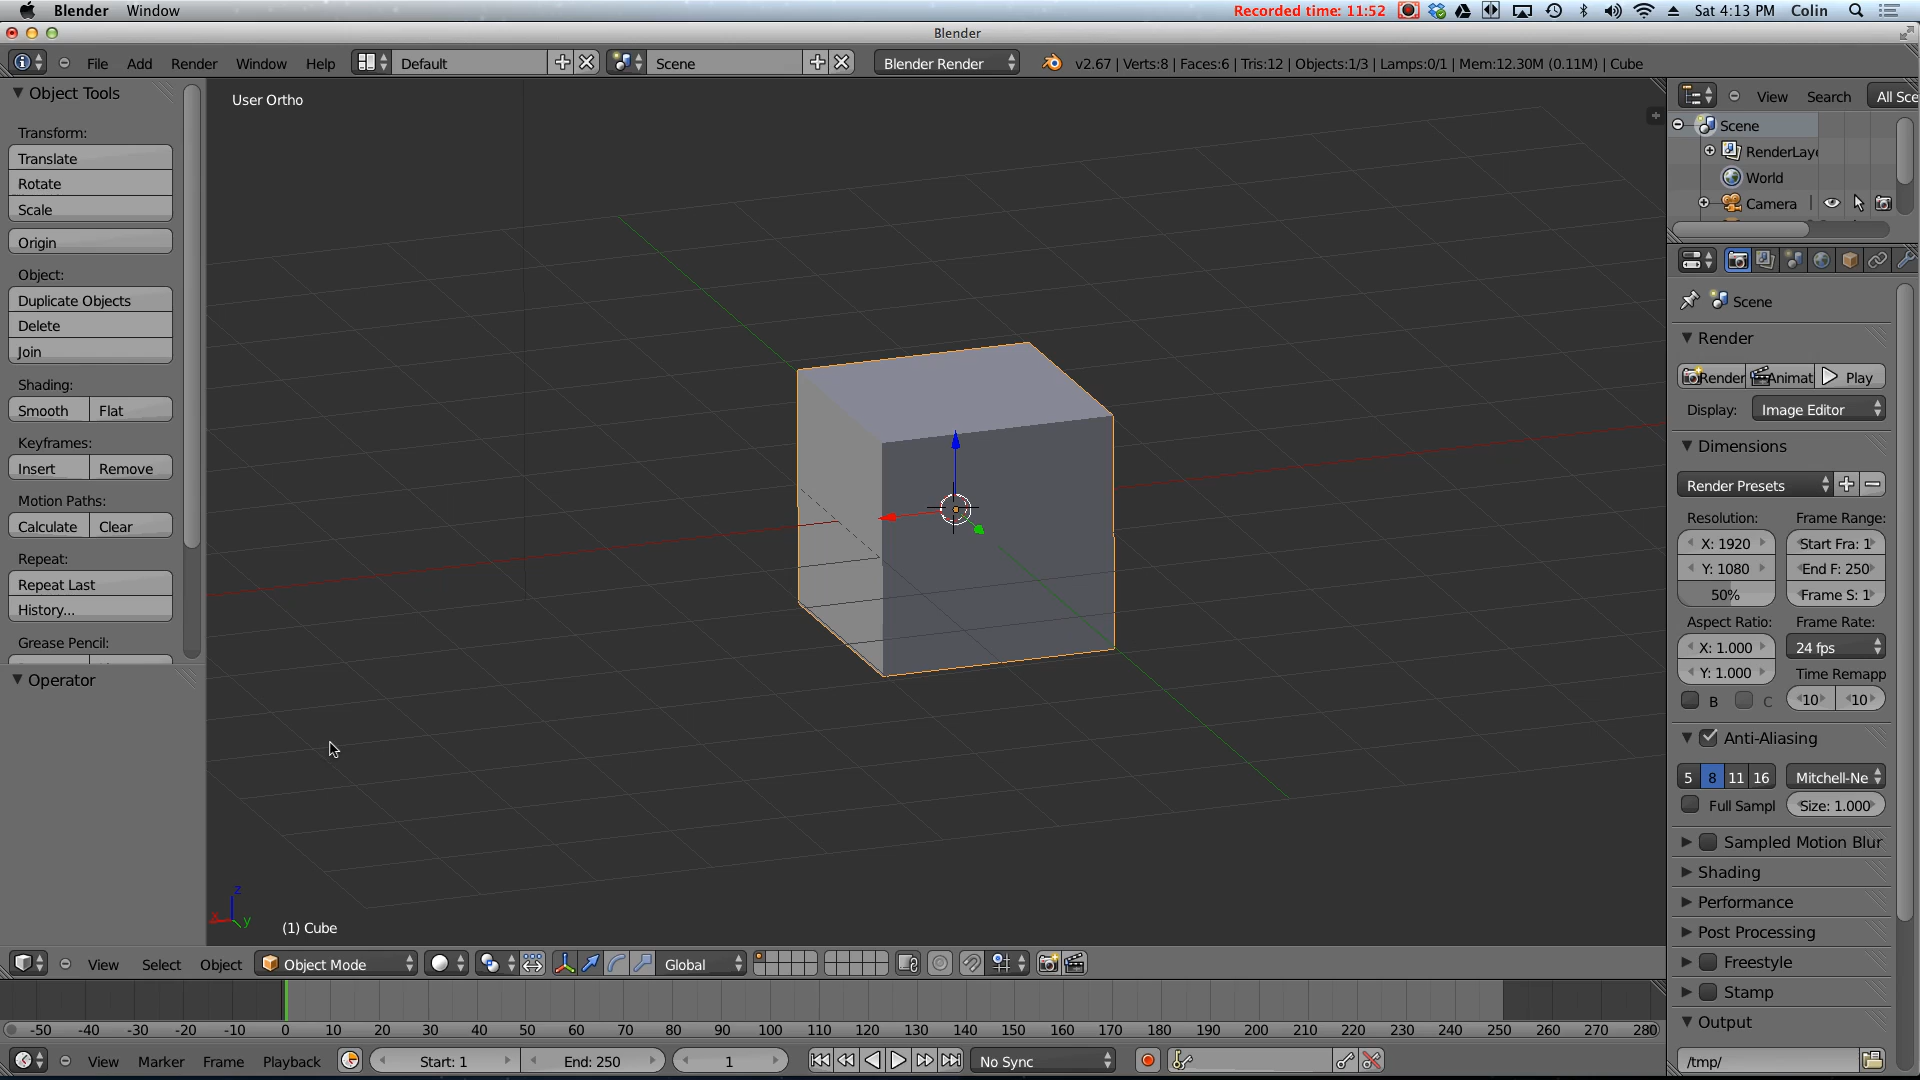 Blender Window
Recorded time: 11:52 Sat 4:13 PM Colin
Blender
File Add Render Window Help Default Scene Blender Render v2.67 | Verts:8 | Faces:6 | Tris:12 | Objects:1/3 | Lamps:0/1 | Mem:12.30M (0.11M) | Cube
Object Tools
Transform:
Translate
Rotate
Scale
Origin
Object:
Duplicate Objects
Delete
Join
Shading:
Smooth Flat
Keyframes:
Insert Remove
Motion Paths:
Calculate Clear
Repeat:
Repeat Last
History...
Grease Pencil:
Operator
User Ortho
z
x
y
(1) Cube
View Search All Sce
Scene
RenderLaye
World
Camera
Scene
Render
Render Animat Play
Display: Image Editor
Dimensions
Render Presets
Resolution: Frame Range:
X: 1920 Start Fra: 1
Y: 1080 End F: 250
50% Frame S: 1
Aspect Ratio: Frame Rate:
X: 1.000 24 fps
Y: 1.000 Time Remapp
B C 10 10
Anti-Aliasing
5 8 11 16 Mitchell-Ne
Full Sampl Size: 1.000
Sampled Motion Blur
Shading
Performance
Post Processing
Freestyle
Stamp
Output
/tmp/
View Select Object Object Mode Global
-50 -40 -30 -20 -10 0 10 20 30 40 50 60 70 80 90 100 110 120 130 140 150 160 170 180 190 200 210 220 230 240 250 260 270 280
View Marker Frame Playback Start: 1 End: 250 1 No Sync